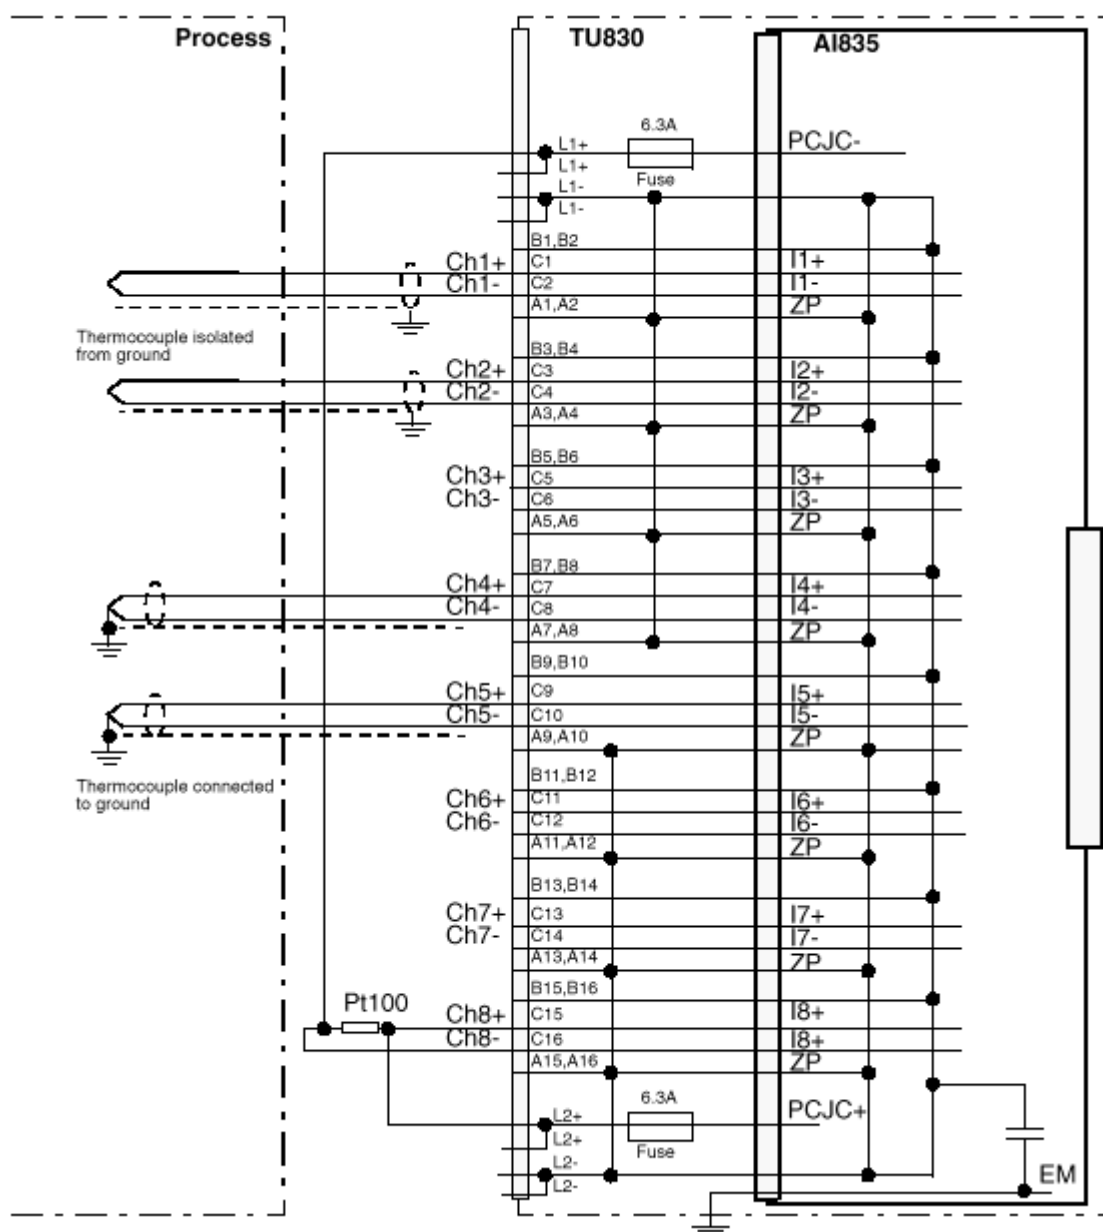 Process
TU830
AI835
6.3A
L1+
PCJC-
L1+
Fuse
L1-
L1-
B1,B2
Ch1+
C1
I1+
Ch1-
C2
I1-
A1,A2
ZP
Thermocouple isolated
from ground
B3,B4
Ch2+
C3
I2+
Ch2-
C4
I2-
A3,A4
ZP
B5,B6
Ch3+
C5
I3+
Ch3-
C6
I3-
A5,A6
ZP
B7,B8
Ch4+
C7
I4+
Ch4-
C8
I4-
A7,A8
ZP
B9,B10
Ch5+
C9
I5+
Ch5-
C10
I5-
A9,A10
ZP
Thermocouple connected
to ground
B11,B12
Ch6+
C11
I6+
Ch6-
C12
I6-
A11,A12
ZP
B13,B14
Ch7+
C13
I7+
Ch7-
C14
I7-
A13,A14
ZP
B15,B16
Pt100
Ch8+
C15
I8+
Ch8-
C16
I8+
A15,A16
ZP
6.3A
L2+
PCJC+
L2+
Fuse
L2-
L2-
EM